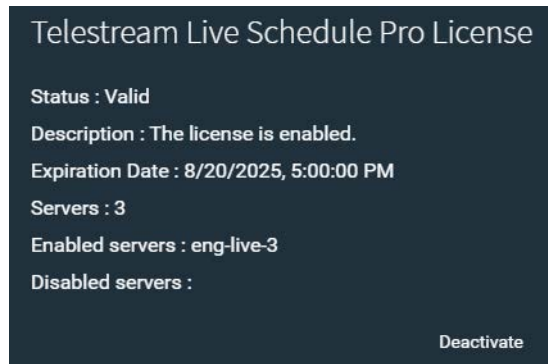 Telestream Live Schedule Pro License
Status : Valid
Description : The license is enabled.
Expiration Date : 8/20/2025, 5:00:00 PM
Servers : 3
Enabled servers : eng-live-3
Disabled servers :
Deactivate